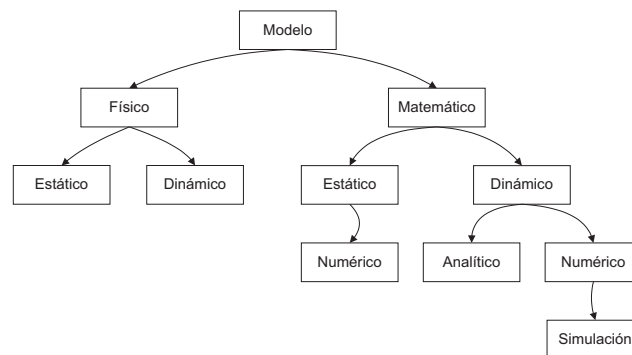 Modelo
Físico
Matemático
Estático
Dinámico
Estático
Dinámico
Numérico
Analítico
Numérico
Simulación